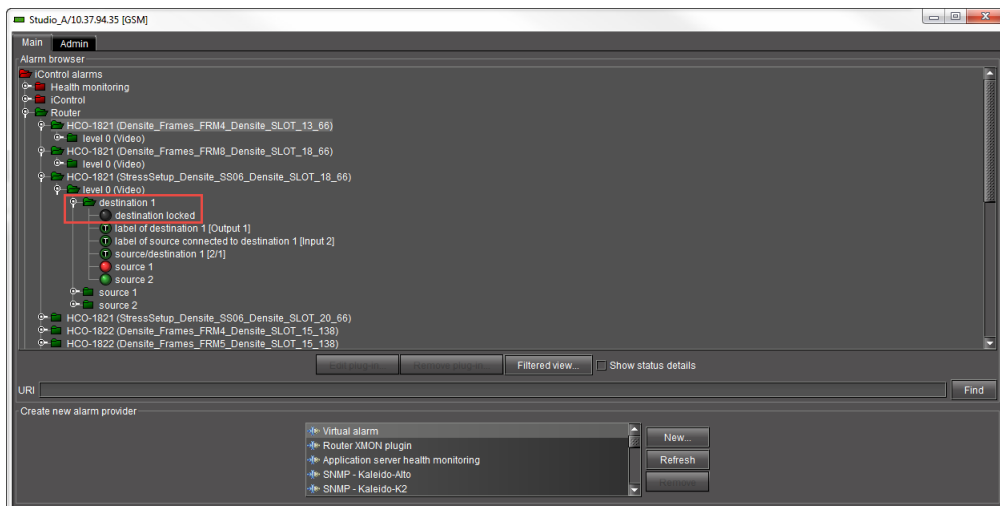 Studio_A/10.37.94.35 [GSM]
Main Admin
Alarm browser
iControl alarms
Health monitoring
iControl
Router
HCO-1821 (Densite_Frames_FRM4_Densite_SLOT_13_66)
level 0 (Video)
HCO-1821 (Densite_Frames_FRM8_Densite_SLOT_18_66)
level 0 (Video)
HCO-1821 (StressSetup_Densite_SS06_Densite_SLOT_18_66)
level 0 (Video)
destination 1
destination locked
T label of destination 1 [Output 1]
T label of source connected to destination 1 [Input 2]
T source/destination 1 [2/1]
source 1
source 2
source 1
source 2
HCO-1821 (StressSetup_Densite_SS06_Densite_SLOT_20_66)
HCO-1822 (Densite_Frames_FRM4_Densite_SLOT_15_138)
HCO-1822 (Densite_Frames_FRM5_Densite_SLOT_15_138)
Edit plug-in... Remove plug-in... Filtered view... Show status details
URI Find
Create new alarm provider
Virtual alarm
Router XMON plugin
Application server health monitoring
SNMP - Kaleido-Alto
SNMP - Kaleido-K2
New...
Refresh
Remove